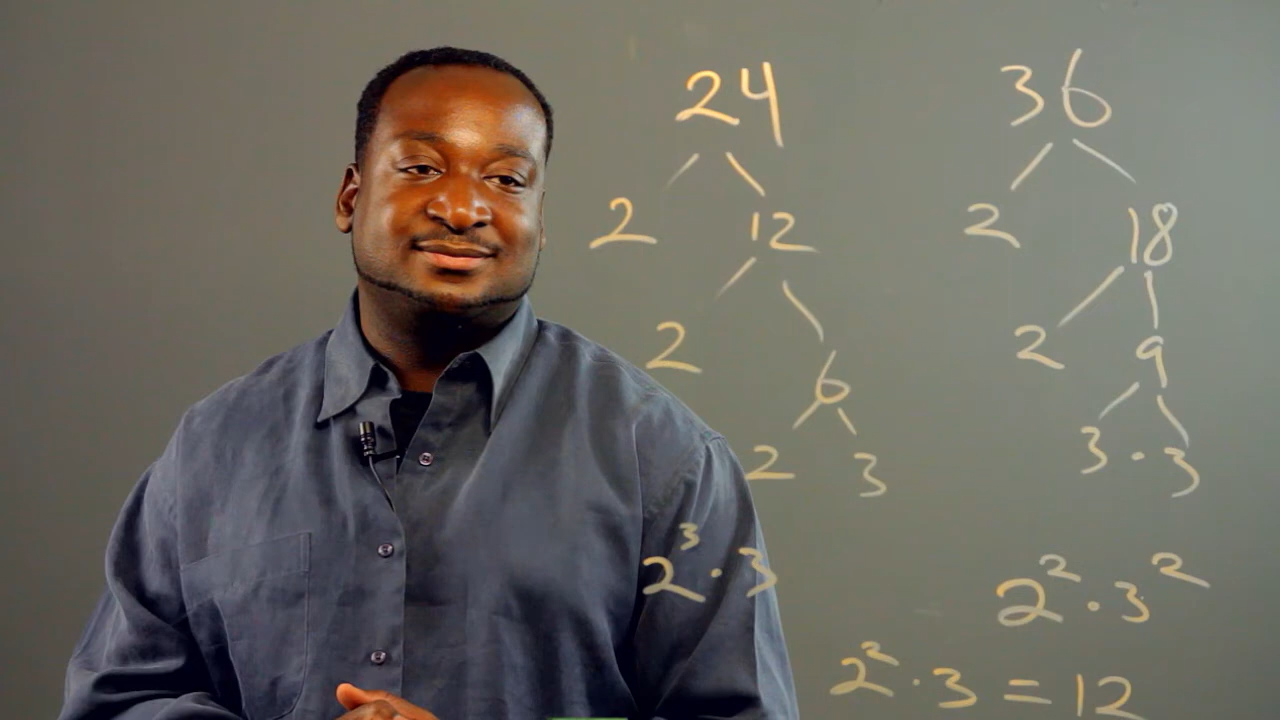 24 36
2 12 2 18
2 6 2 9
2 3 3 · 3
2³ · 3 2² · 3²
2² · 3 = 12